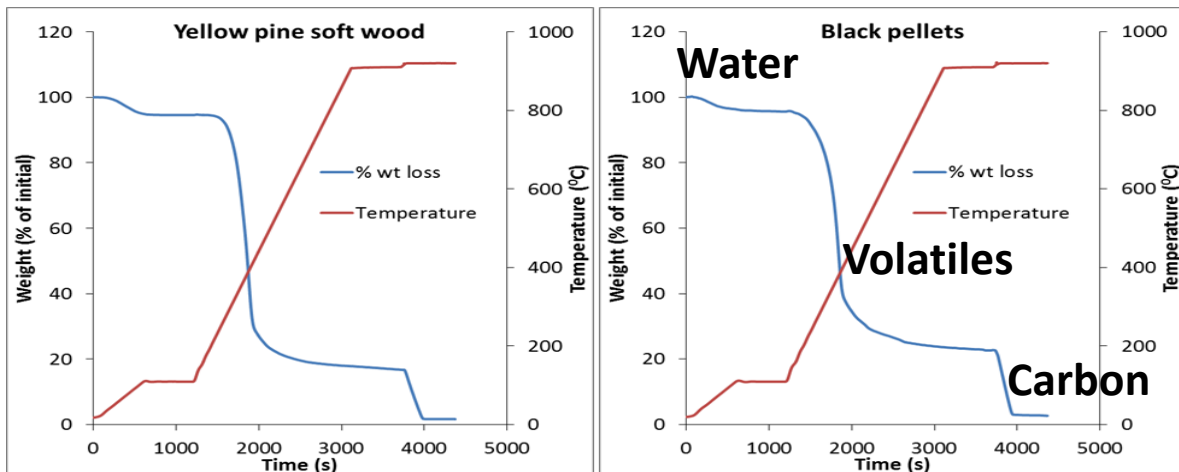 Yellow pine soft wood
120
100
80
60
40
20
0
Weight (% of initial)
1000
800
600
400
200
0
Temperature (⁰C)
% wt loss
Temperature
0 1000 2000 3000 4000 5000
Time (s)
Black pellets
Water
120
100
80
60
40
20
0
Weight (% of initial)
1000
800
600
400
200
0
Temperature (⁰C)
% wt loss
Temperature
Volatiles
Carbon
0 1000 2000 3000 4000 5000
Time (s)